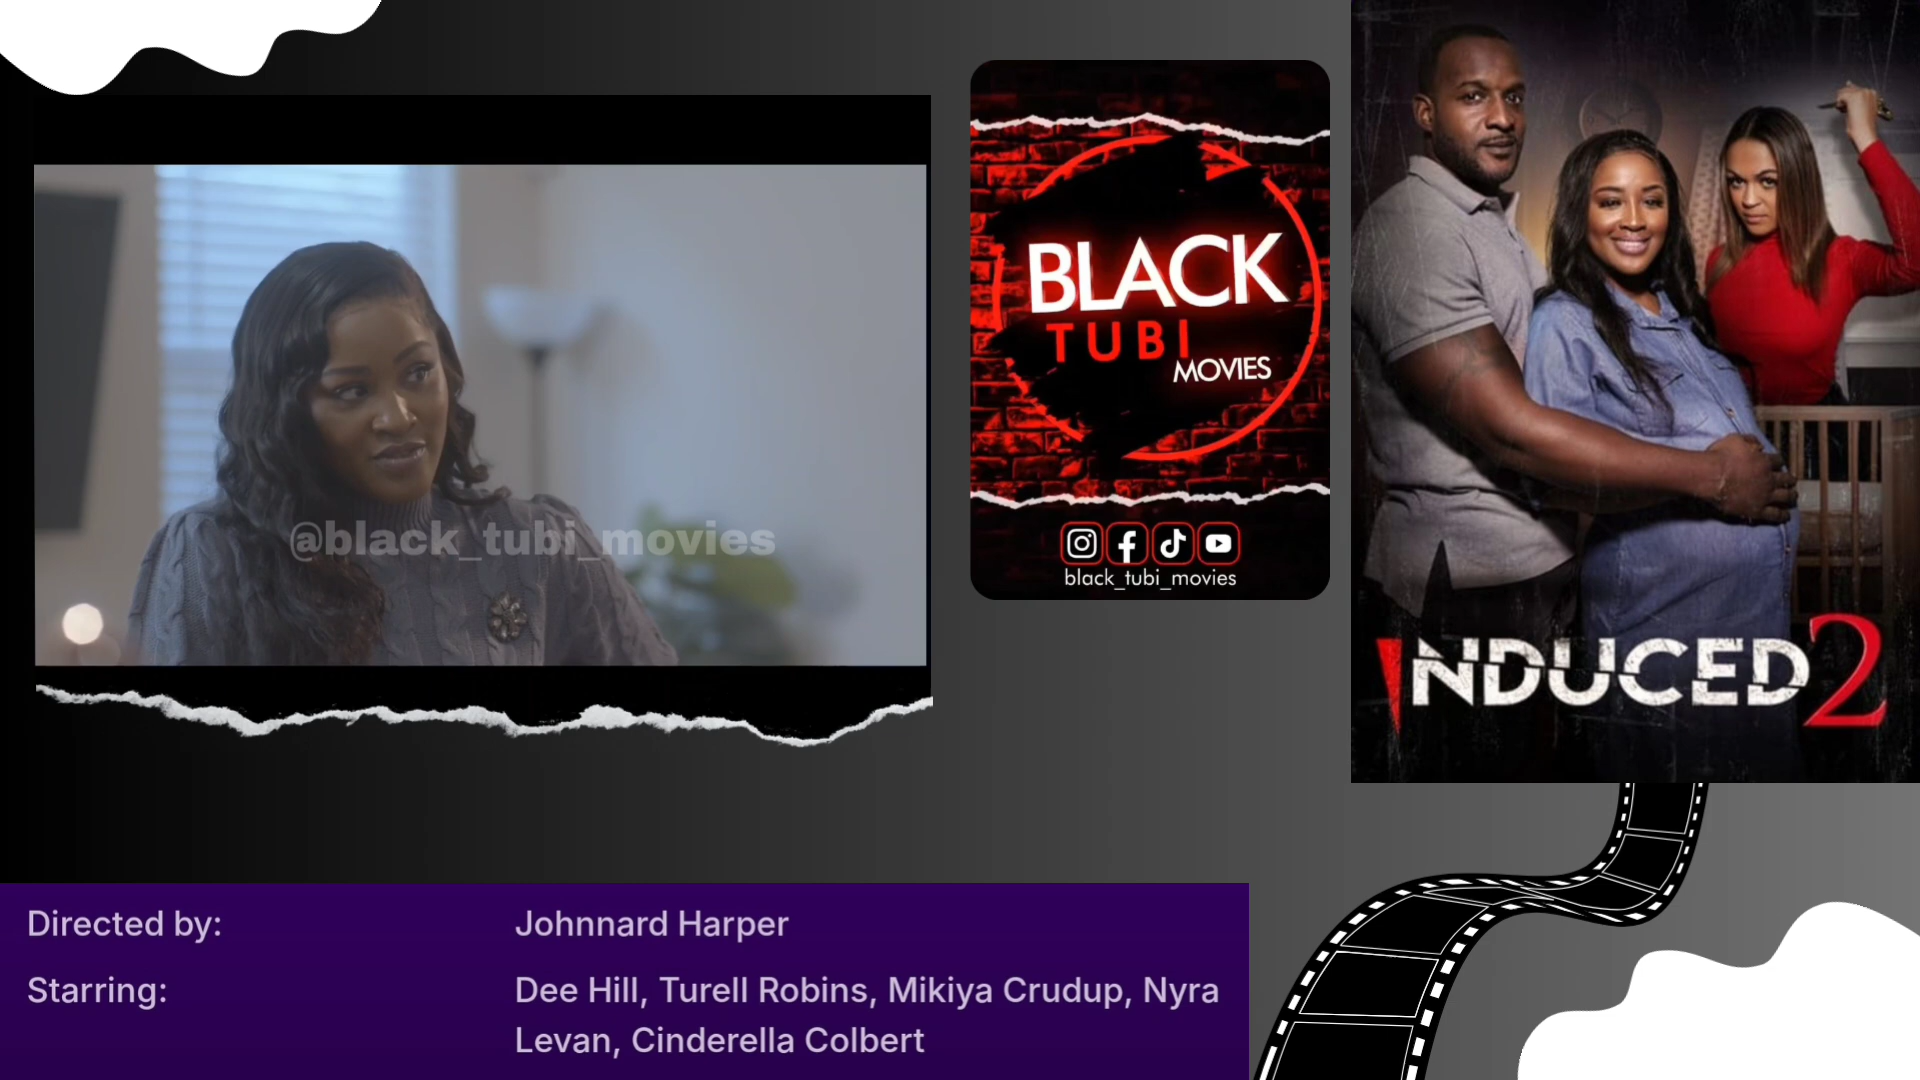 @black_tubi_movies
BLACK
TUBI
MOVIES
black_tubi_movies
INDUCED 2
Directed by: Johnnard Harper
Starring: Dee Hill, Turell Robins, Mikiya Crudup, Nyra
Levan, Cinderella Colbert